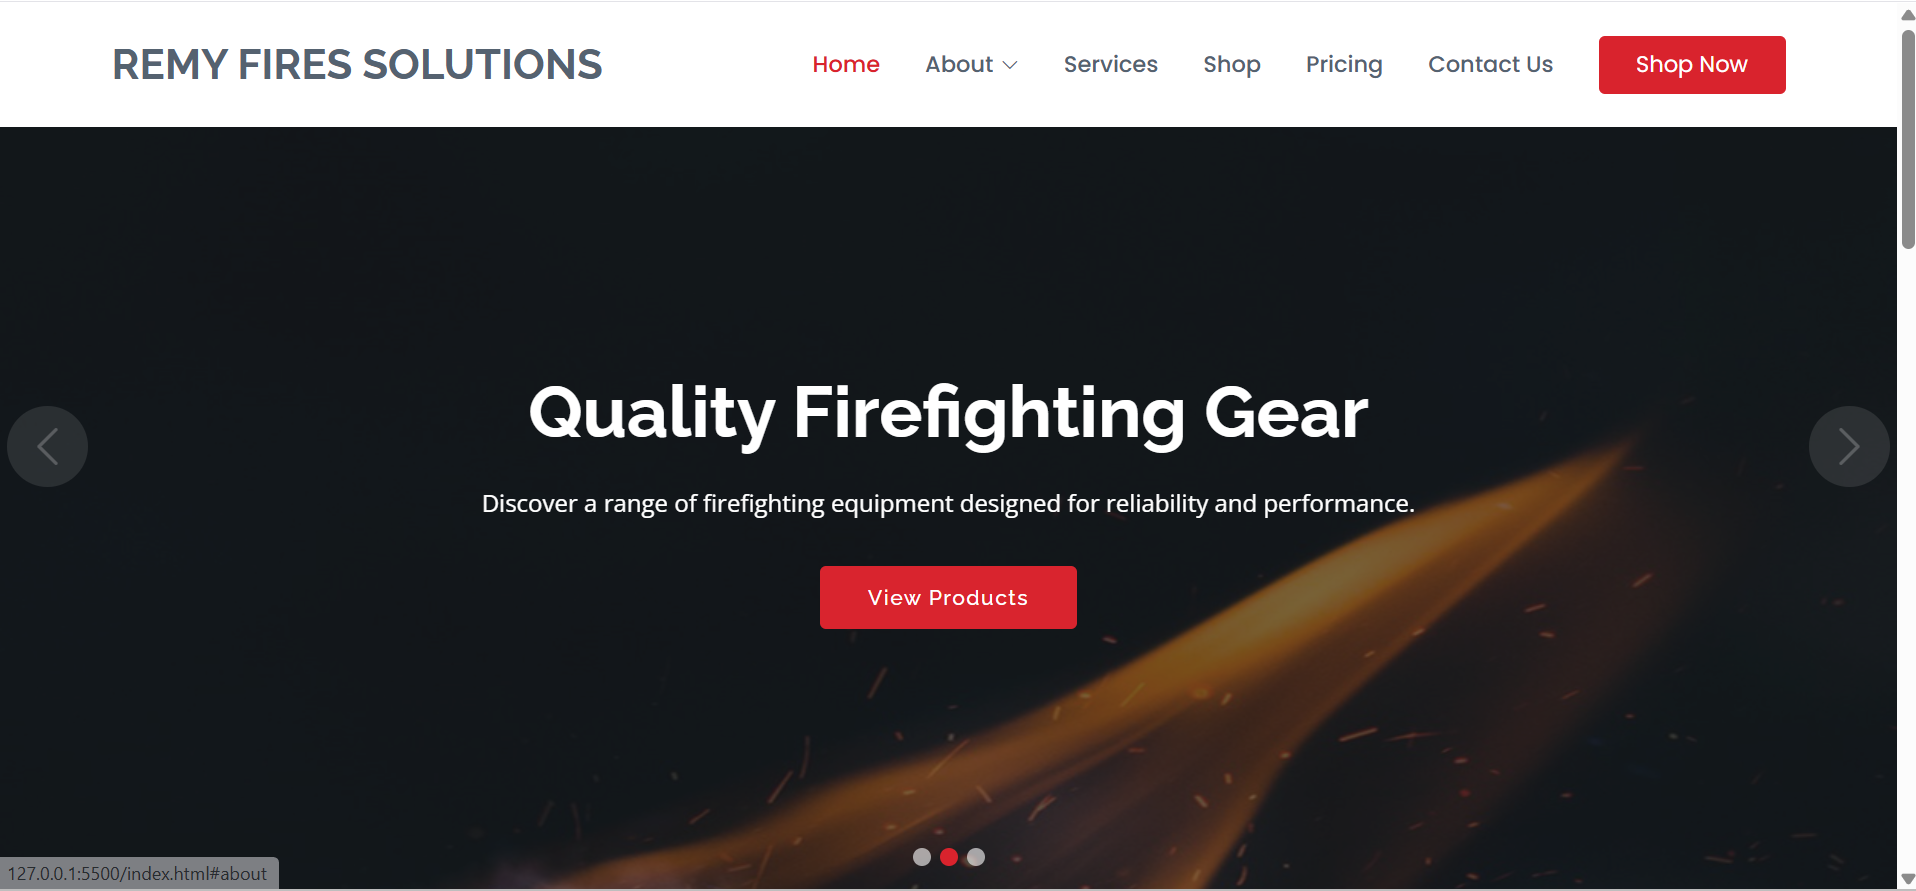 REMY FIRES SOLUTIONS
Home About Services Shop Pricing Contact Us Shop Now
Quality Firefighting Gear
Discover a range of firefighting equipment designed for reliability and performance.
View Products
127.0.0.1:5500/index.html#about